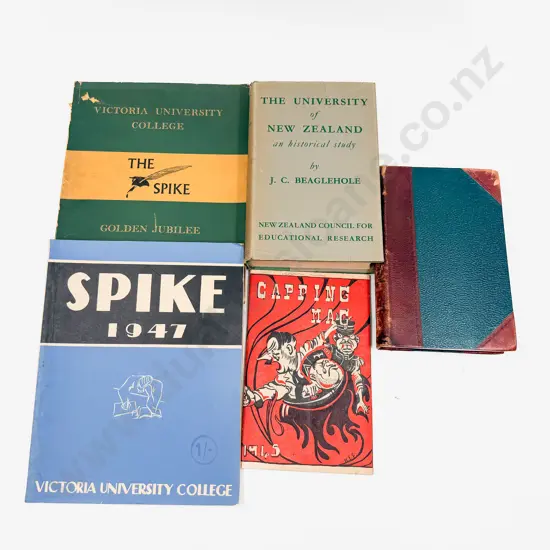 VICTORIA UNIVERSITY
COLLEGE
THE
SPIKE
GOLDEN JUBILEE
THE UNIVERSITY
of
NEW ZEALAND
an historical study
by
J. C. BEAGLEHOLE
NEW ZEALAND COUNCIL FOR
EDUCATIONAL RESEARCH
SPIKE
1947
1/-
VICTORIA UNIVERSITY COLLEGE
CAPPING
MAG